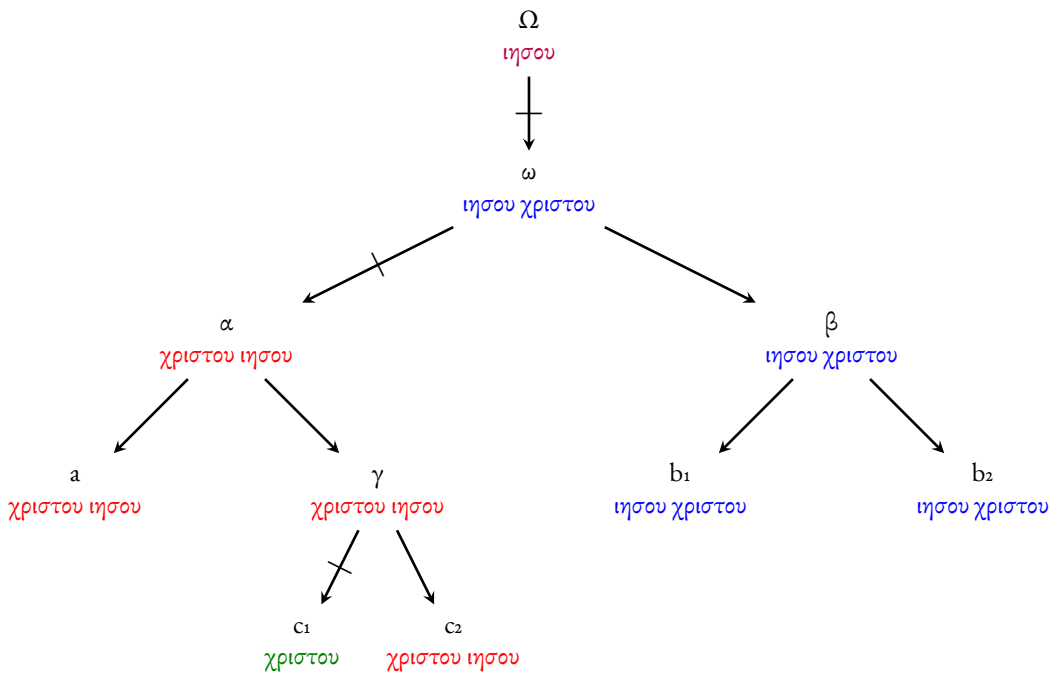 Ω
ιησου
ω
ιησου χριστου
α
χριστου ιησου
β
ιησου χριστου
a
χριστου ιησου
γ
χριστου ιησου
b1
ιησου χριστου
b2
ιησου χριστου
c1
χριστου
c2
χριστου ιησου